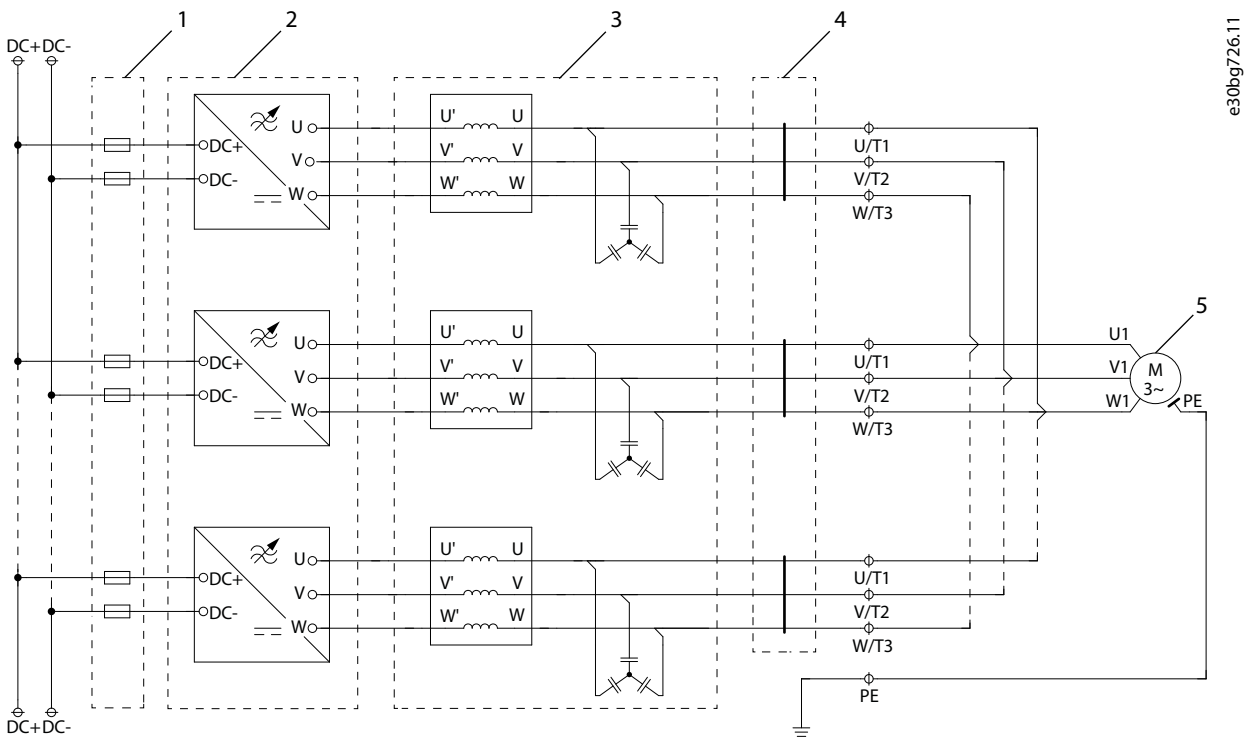 1 2 3 4
DC+ DC-
e30bg726.11
U' U
V' V
W' W
U
DC+
V
DC-
W
U/T1
V/T2
W/T3
5
U' U
V' V
W' W
U
DC+
V
DC-
W
U/T1
V/T2
W/T3
U1
V1
W1
M
3~
PE
U' U
V' V
W' W
U
DC+
V
DC-
W
U/T1
V/T2
W/T3
PE
DC+ DC-